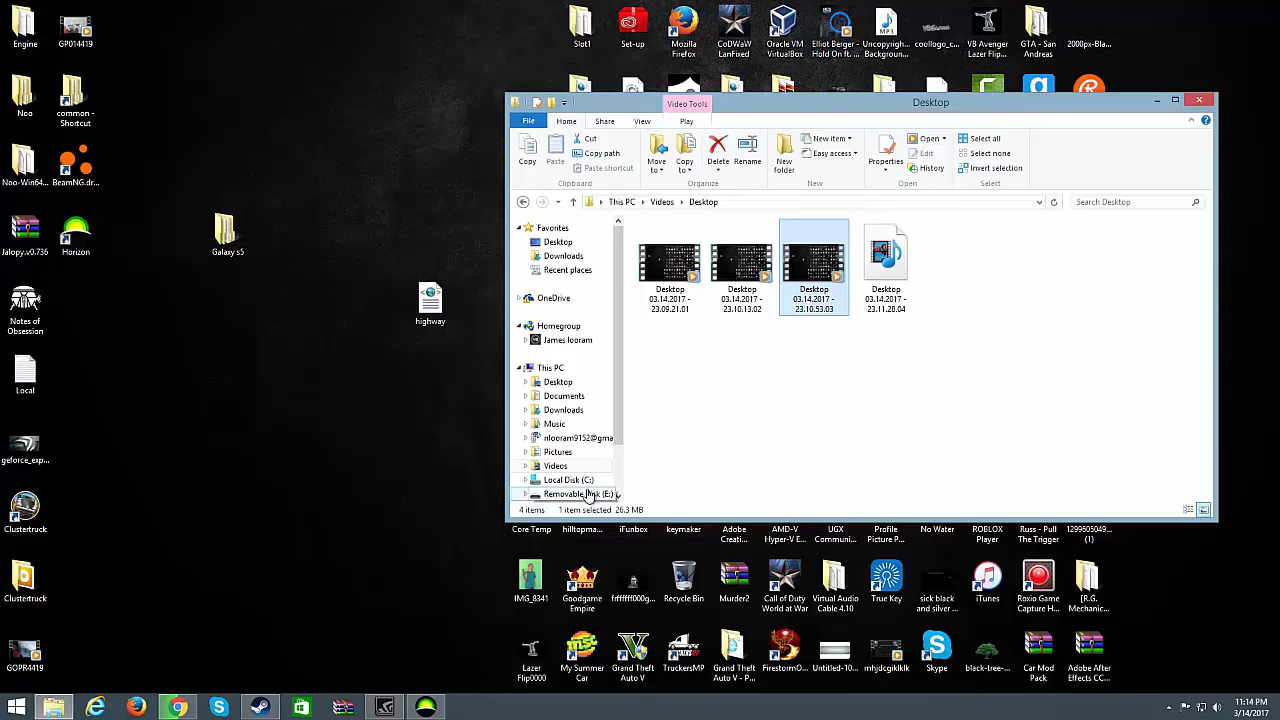 Engine
GP014419
Slot1
Set-up
Mozilla
Firefox
CoDWaW
LanFixed
Oracle VM
VirtualBox
Elliot Berger -
Hold On ft. ...
Uncopyrigh...
Background...
coollogo_c...
VB Avenger
Lazer Flip...
GTA - San
Andreas
2000px-Bla...
Noo
common -
Shortcut
Noo-Win64...
BeamNG.dr...
Jalopy.v0.736
Horizon
Galaxy s5
highway
Notes of
Obsession
Local
geforce_exp...
Clustertruck
Clustertruck
GOPR4419
Video Tools
Desktop
File
Home
Share
View
Play
Copy
Paste
Cut
Copy path
Paste shortcut
Clipboard
Move
to
Copy
to
Delete
Rename
Organize
New
folder
New item
Easy access
New
Properties
Open
Edit
History
Open
Select all
Select none
Invert selection
Select
This PC
Videos
Desktop
Search Desktop
Favorites
Desktop
Downloads
Recent places
OneDrive
Homegroup
James looram
This PC
Desktop
Documents
Downloads
Music
nlooram9152@gma
Pictures
Videos
Local Disk (C:)
Removable Disk (E:)
Desktop
03.14.2017 -
23.09.21.01
Desktop
03.14.2017 -
23.10.13.02
Desktop
03.14.2017 -
23.10.53.03
Desktop
03.14.2017 -
23.11.28.04
4 items
1 item selected 26.3 MB
Core Temp
hilltopma...
iFunbox
keymaker
Adobe
Creati...
AMD-V
Hyper-V E...
UGX
Communi...
Profile
Picture P...
No Water
ROBLOX
Player
Russ - Pull
The Trigger
1299605049...
(1)
IMG_8341
Goodgame
Empire
Recycle Bin
Murder2
Call of Duty
World at War
Virtual Audio
Cable 4.10
True Key
sick black
and silver ...
iTunes
Roxio Game
Capture H...
[R.G.
Mechanic...
Lazer
Flip0000
My Summer
Car
Grand Theft
Auto V
TruckersMP
Grand Theft
Auto V - P...
FirestormO...
Untitled-10...
mhjdcgiklklk
Skype
black-tree-...
Car Mod
Pack
Adobe After
Effects CC...
11:14 PM
3/14/2017